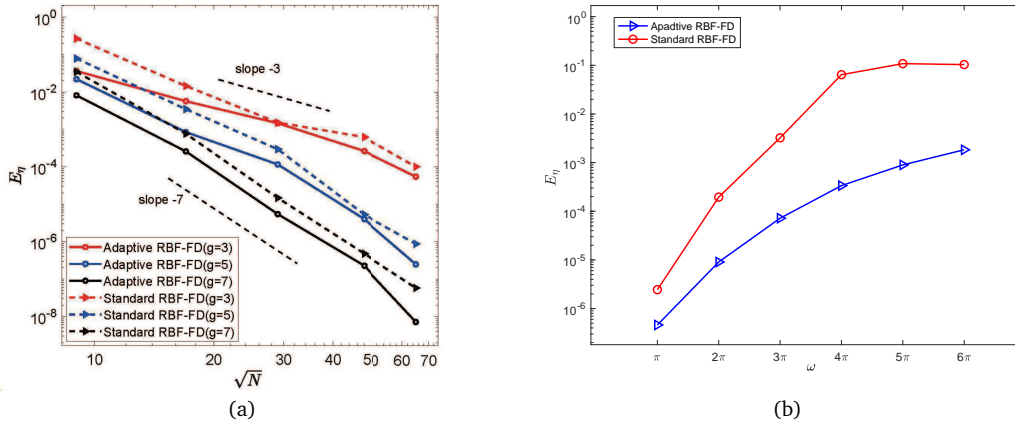 10^0
10^-2
10^-4
10^-6
10^-8
E_η
slope -3
slope -7
Adaptive RBF-FD(g=3)
Adaptive RBF-FD(g=5)
Adaptive RBF-FD(g=7)
Standard RBF-FD(g=3)
Standard RBF-FD(g=5)
Standard RBF-FD(g=7)
10 20 30 40 50 60 70
√N
(a)
10^0
10^-1
10^-2
10^-3
10^-4
10^-5
10^-6
E_η
Apadtive RBF-FD
Standard RBF-FD
π 2π 3π 4π 5π 6π
ω
(b)